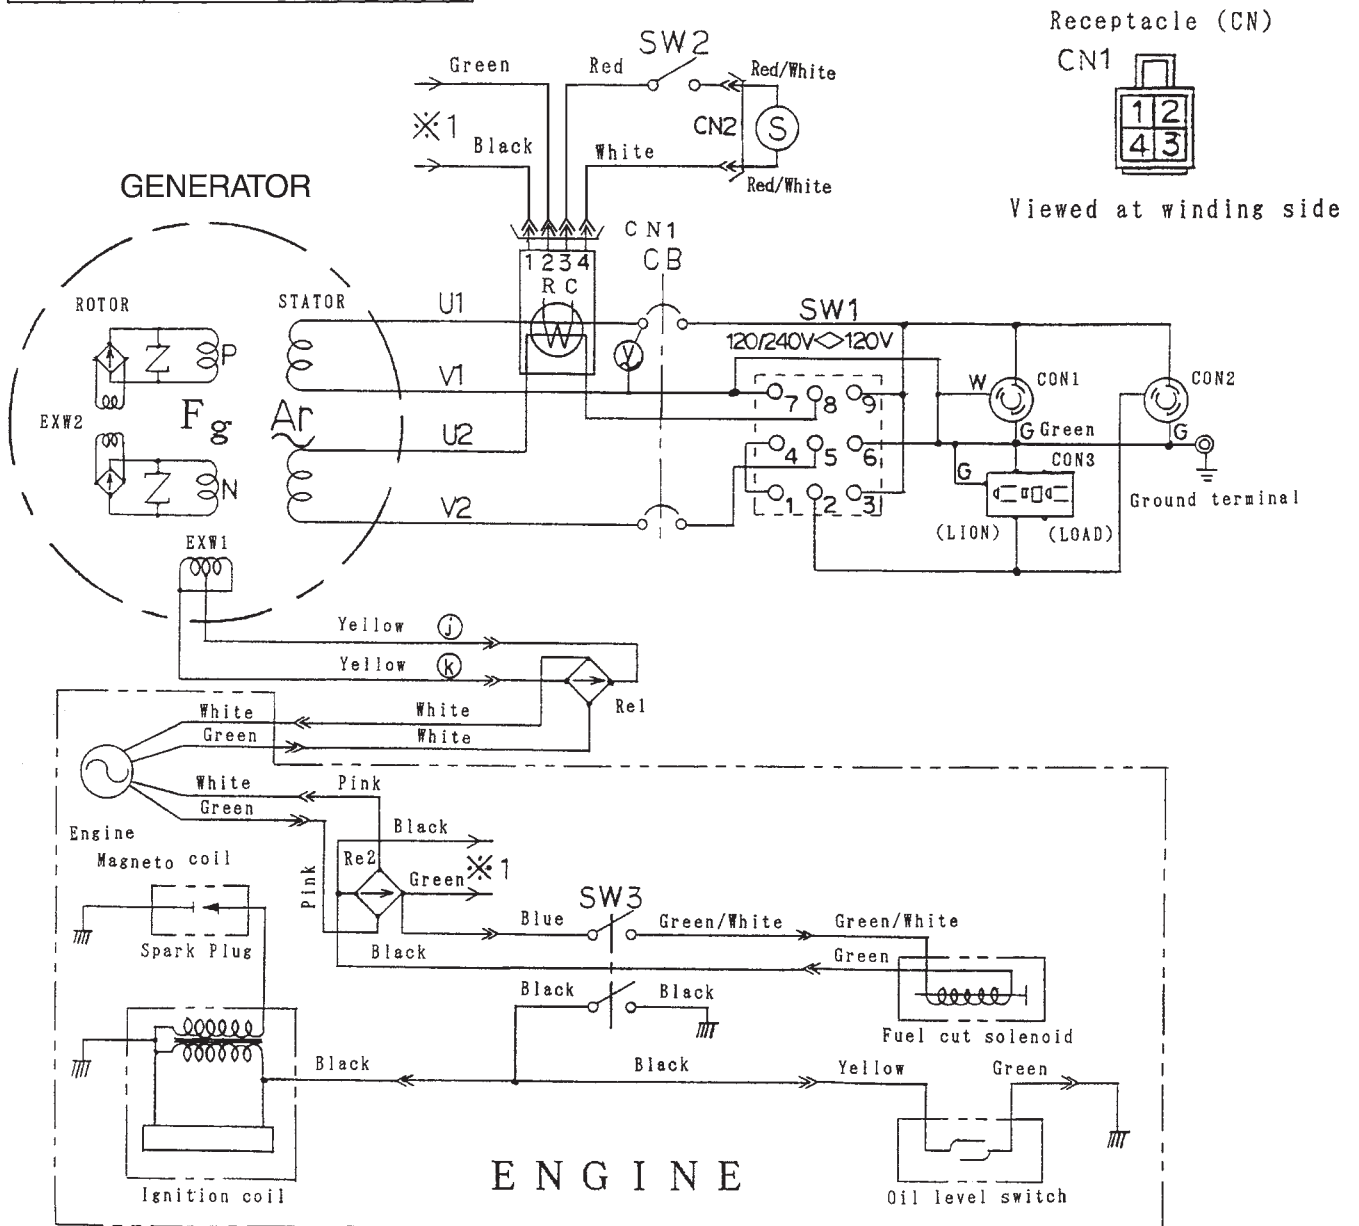 Receptacle (CN)
CN1
1 2
4 3
Viewed at winding side
SW2
Green
Red
Red/White
※1
CN2
S
Black
White
Red/White
GENERATOR
CN1
1 2 3 4
CB
R C
W
ROTOR
STATOR
U1
SW1
120/240V◇120V
P
V
V1
W
CON1
CON2
7 8 9
EXW2
Fg
Ar
U2
G
Green
G
4 5 6
CON3
G
N
V2
1 2 3
Ground terminal
(LION)
(LOAD)
EXW1
Yellow
j
Yellow
k
Re1
White
White
Green
White
White
Pink
Green
Engine
Magneto coil
Black
Re2
※1
Pink
Green
SW3
Blue
Green/White
Green/White
Spark Plug
Black
Green
Black
Black
Fuel cut solenoid
Black
Black
Yellow
Green
ENGINE
Ignition coil
Oil level switch